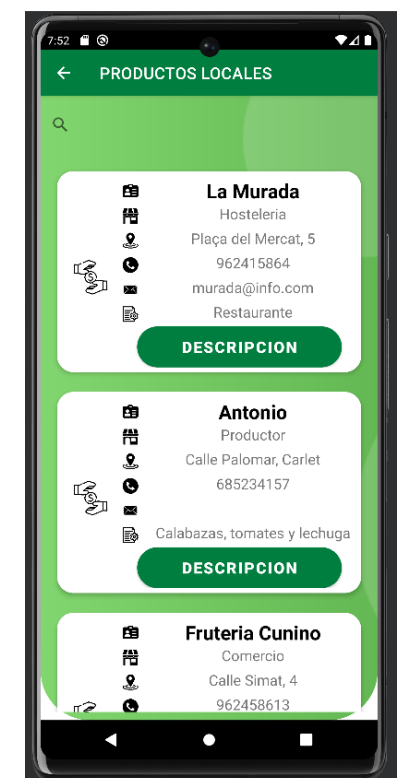 7:52
PRODUCTOS LOCALES
La Murada
Hosteleria
Plaça del Mercat, 5
962415864
murada@info.com
Restaurante
DESCRIPCION
Antonio
Productor
Calle Palomar, Carlet
685234157
Calabazas, tomates y lechuga
DESCRIPCION
Fruteria Cunino
Comercio
Calle Simat, 4
962458613